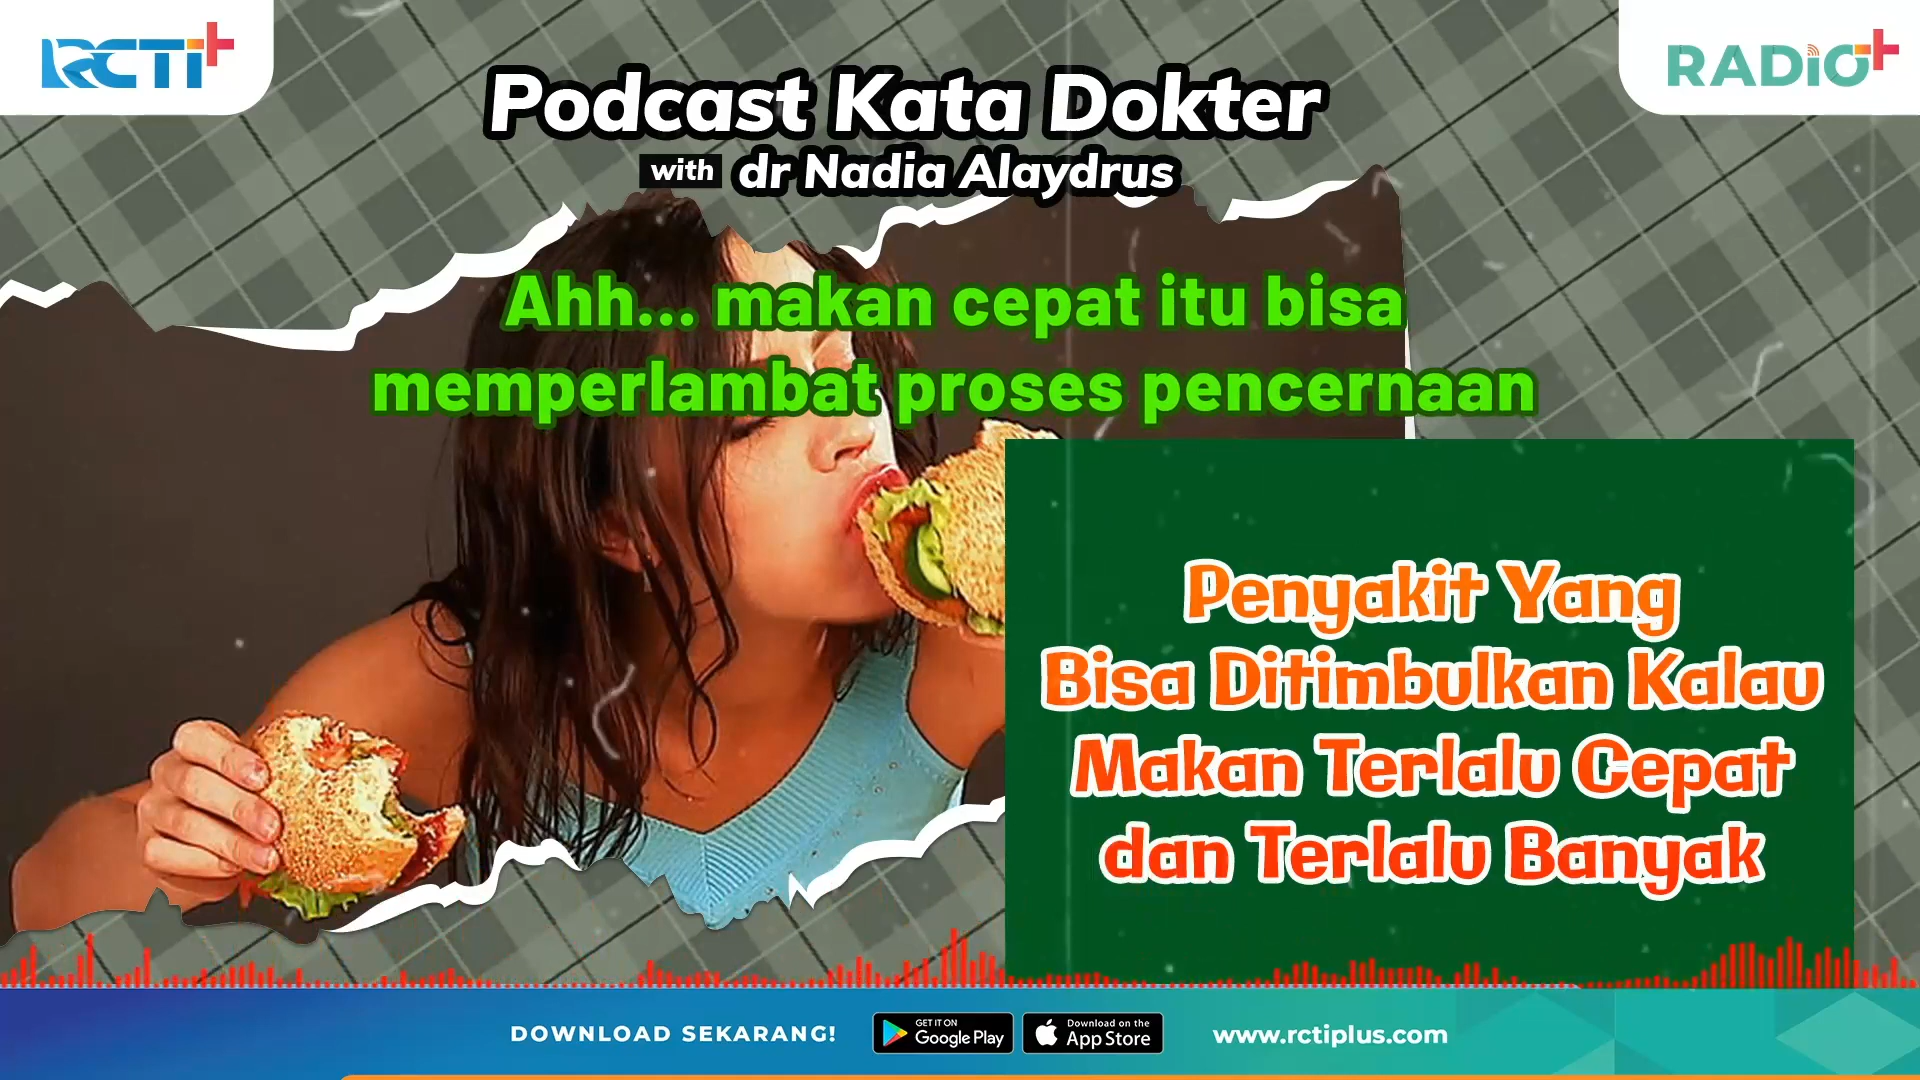 RCTI+
RADIO+
Podcast Kata Dokter
with dr Nadia Alaydrus
Ahh... makan cepat itu bisa
memperlambat proses pencernaan
Penyakit Yang
Bisa Ditimbulkan Kalau
Makan Terlalu Cepat
dan Terlalu Banyak
DOWNLOAD SEKARANG!
GET IT ON
Google Play
Download on the
App Store
www.rctiplus.com